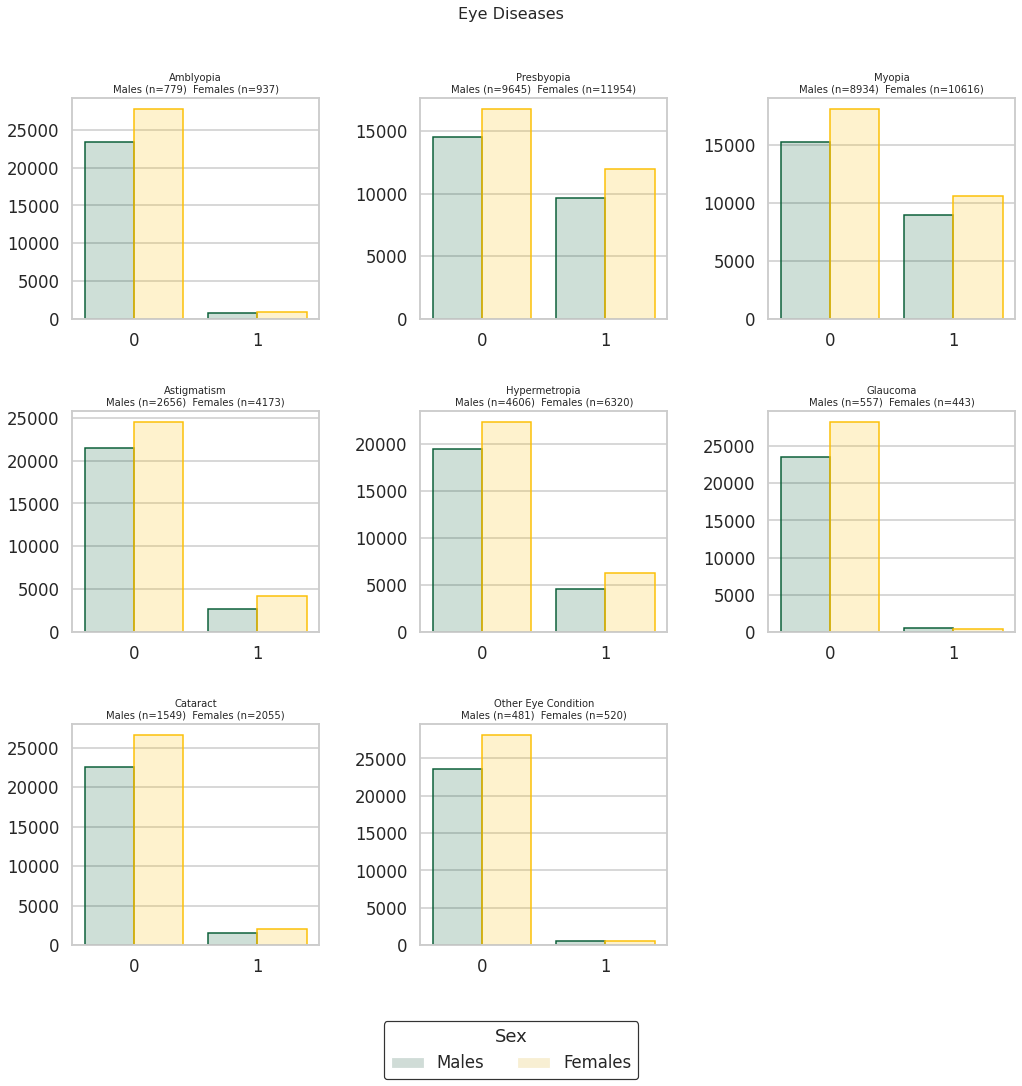 Eye Diseases
Amblyopia
Males (n=779)  Females (n=937)
25000
20000
15000
10000
5000
0
0 1
Presbyopia
Males (n=9645)  Females (n=11954)
15000
10000
5000
0
0 1
Myopia
Males (n=8934)  Females (n=10616)
15000
10000
5000
0
0 1
Astigmatism
Males (n=2656)  Females (n=4173)
25000
20000
15000
10000
5000
0
0 1
Hypermetropia
Males (n=4606)  Females (n=6320)
20000
15000
10000
5000
0
0 1
Glaucoma
Males (n=557)  Females (n=443)
25000
20000
15000
10000
5000
0
0 1
Cataract
Males (n=1549)  Females (n=2055)
25000
20000
15000
10000
5000
0
0 1
Other Eye Condition
Males (n=481)  Females (n=520)
25000
20000
15000
10000
5000
0
0 1
Sex
Males Females